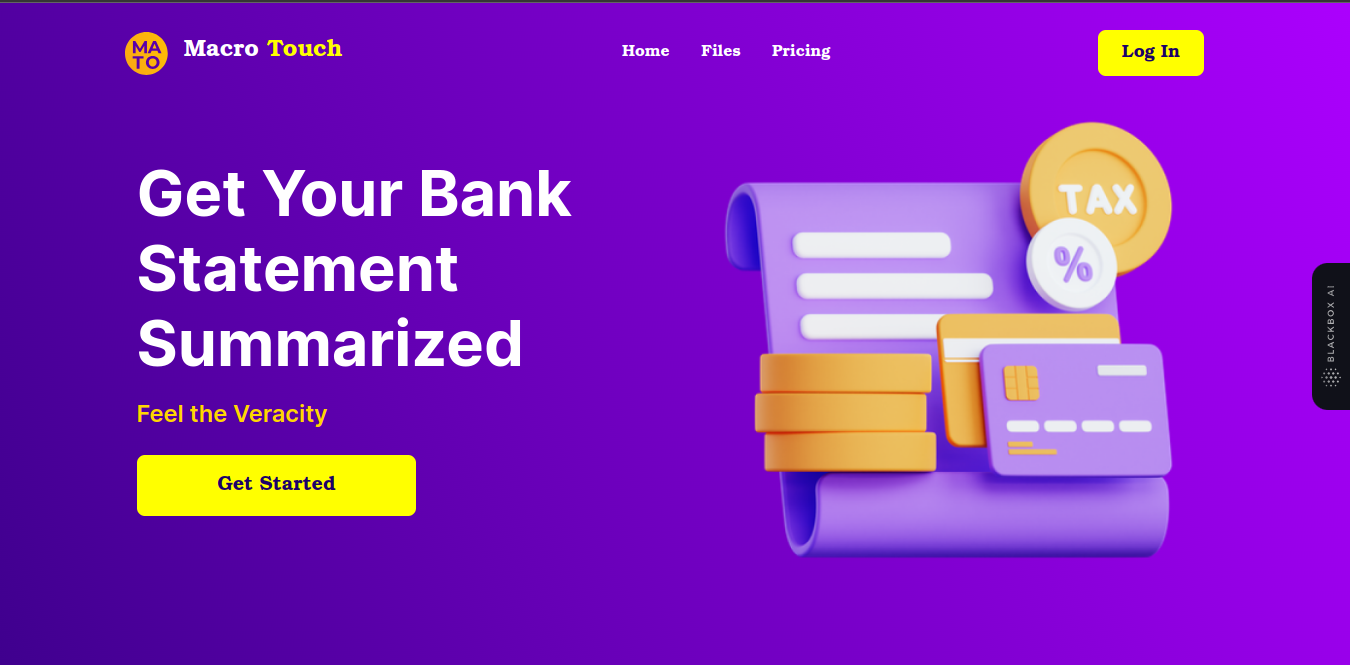 MA
TO
Macro Touch
Home
Files
Pricing
Log In
Get Your Bank
Statement
Summarized
Feel the Veracity
Get Started
TAX
%
BLACKBOX AI